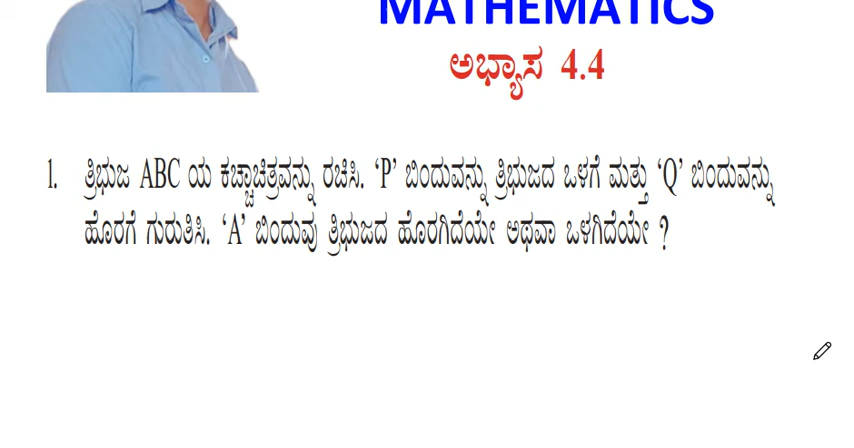 MATHEMATICS
ಅಭ್ಯಾಸ 4.4
1. ತ್ರಿಭುಜ ABC ಯ ಕಚ್ಚಾಚಿತ್ರವನ್ನು ರಚಿಸಿ. ‘P’ ಬಿಂದುವನ್ನು ತ್ರಿಭುಜದ ಒಳಗೆ ಮತ್ತು ‘Q’ ಬಿಂದುವನ್ನು
ಹೊರಗೆ ಗುರುತಿಸಿ. ‘A’ ಬಿಂದುವು ತ್ರಿಭುಜದ ಹೊರಗಿದೆಯೇ ಅಥವಾ ಒಳಗಿದೆಯೇ ?